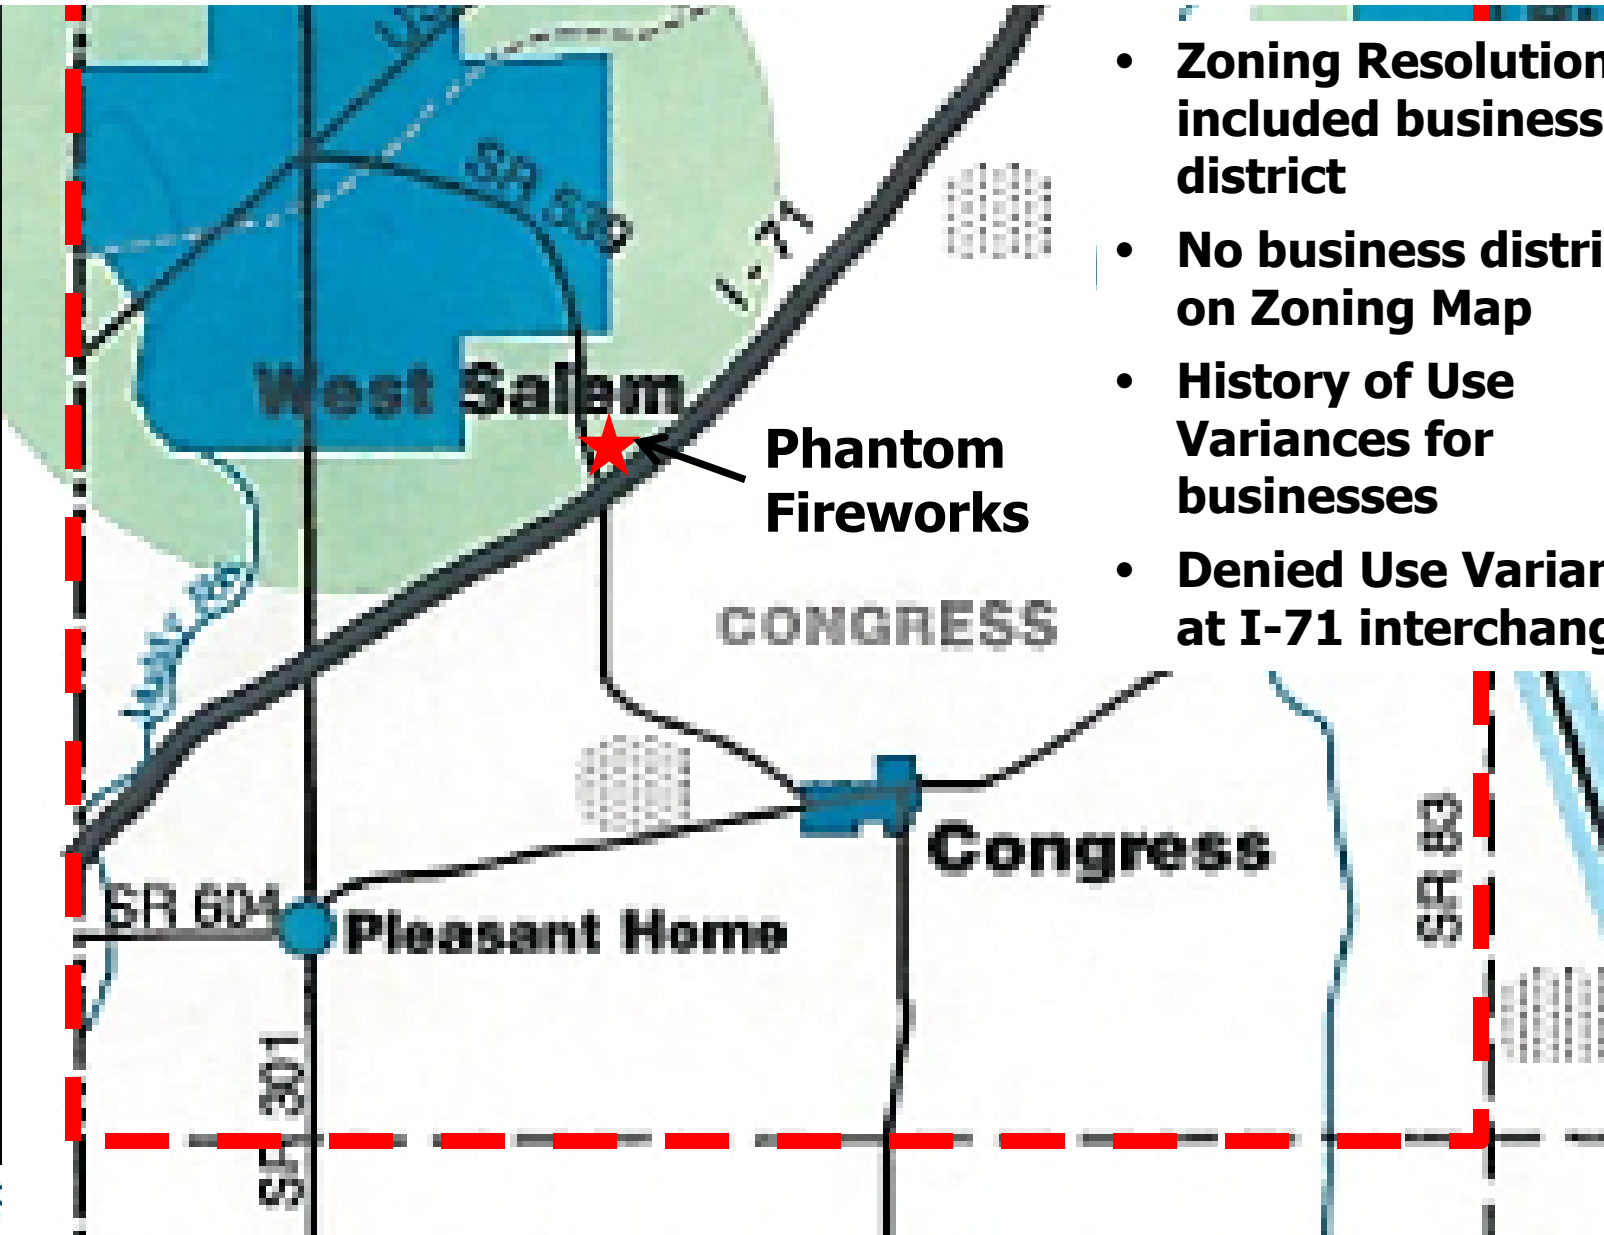 • Zoning Resolution
included business
district
• No business distri
on Zoning Map
• History of Use
Variances for
businesses
• Denied Use Varian
at I-71 interchang
SR 539
I-71
West Salem
Phantom
Fireworks
CONGRESS
Congress
SR 83
SR 604
Pleasant Home
SR 301